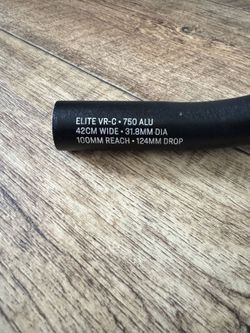 ELITE VR-C • 750 ALU
42CM WIDE • 31.8MM DIA
100MM REACH • 124MM DROP